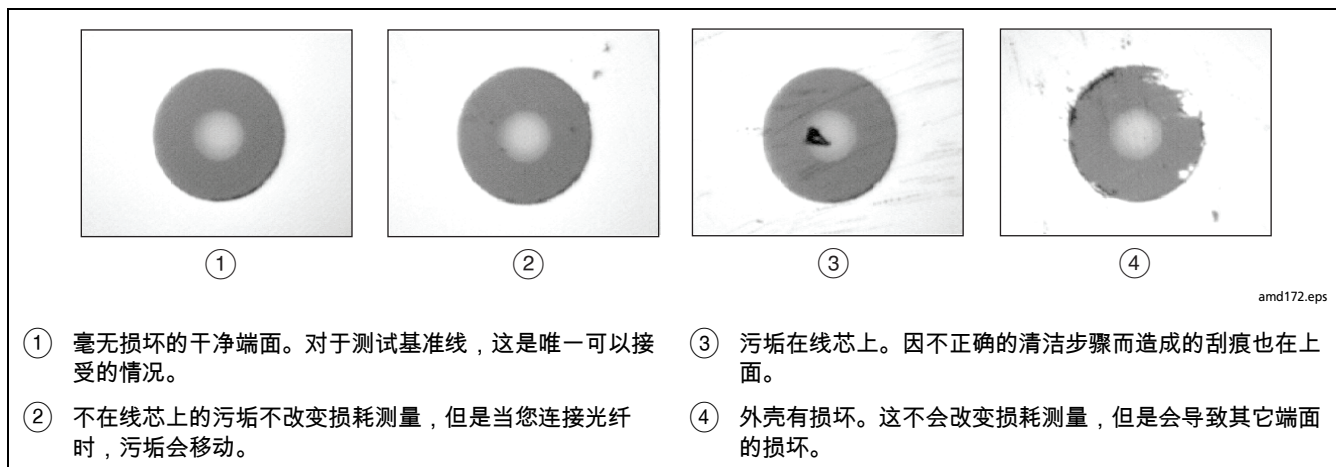 ① ② ③ ④
amd172.eps
① 毫无损坏的干净端面。对于测试基准线，这是唯一可以接
受的情况。
② 不在线芯上的污垢不改变损耗测量，但是当您连接光纤
时，污垢会移动。
③ 污垢在线芯上。因不正确的清洁步骤而造成的刮痕也在上
面。
④ 外壳有损坏。这不会改变损耗测量，但是会导致其它端面
的损坏。